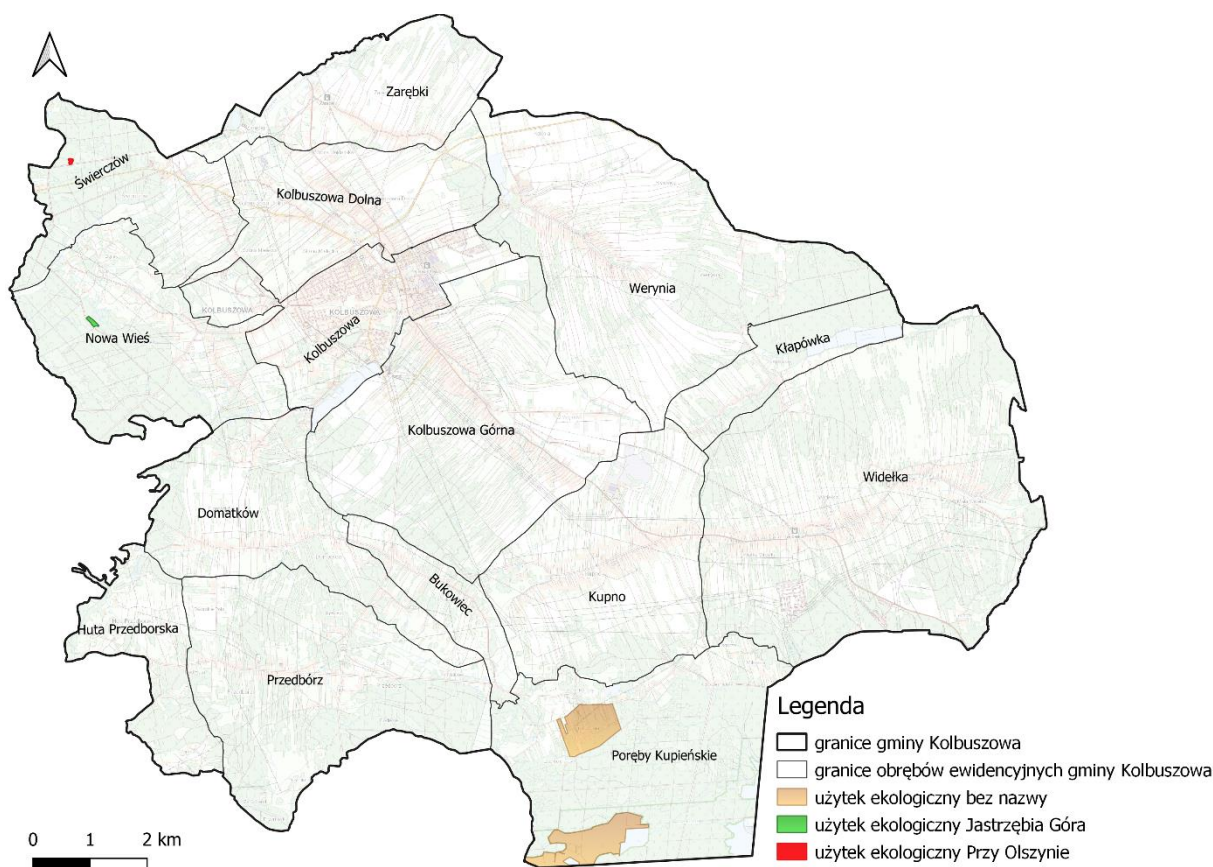 Zarębki
Świerczów
Kolbuszowa Dolna
Werynia
KOLBUSZOWA
KOLBUSZOWA
Nowa Wieś
Kolbuszowa
Kłapówka
Kolbuszowa Górna
Widełka
Domatków
Bukowiec
Kupno
Huta Przedborska
Przedbórz
Poręby Kupieńskie
Legenda
granice gminy Kolbuszowa
granice obrębów ewidencyjnych gminy Kolbuszowa
użytek ekologiczny bez nazwy
użytek ekologiczny Jastrzębia Góra
użytek ekologiczny Przy Olszynie
0 1 2 km